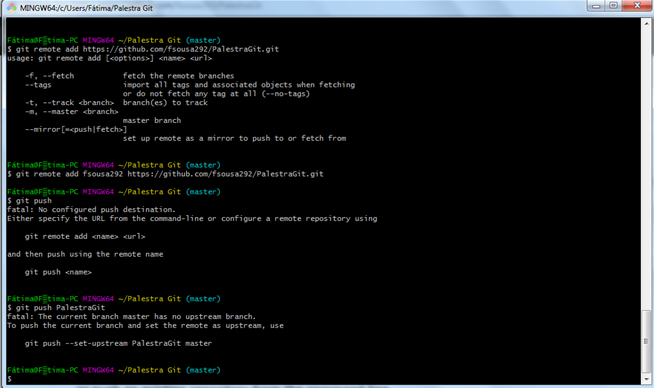 MINGW64:/c/Users/Fátima/Palestra Git
Fátima@F tima-PC MINGW64 ~/Palestra Git (master)
$ git remote add https://github.com/fsousa292/PalestraGit.git
usage: git remote add [<options>] <name> <url>
-f, --fetch fetch the remote branches
--tags import all tags and associated objects when fetching
or do not fetch any tag at all (--no-tags)
-t, --track <branch> branch(es) to track
-m, --master <branch>
master branch
--mirror[=<push|fetch>]
set up remote as a mirror to push to or fetch from
Fátima@F tima-PC MINGW64 ~/Palestra Git (master)
$ git remote add fsousa292 https://github.com/fsousa292/PalestraGit.git
Fátima@F tima-PC MINGW64 ~/Palestra Git (master)
$ git push
fatal: No configured push destination.
Either specify the URL from the command-line or configure a remote repository using
git remote add <name> <url>
and then push using the remote name
git push <name>
Fátima@F tima-PC MINGW64 ~/Palestra Git (master)
$ git push PalestraGit
fatal: The current branch master has no upstream branch.
To push the current branch and set the remote as upstream, use
git push --set-upstream PalestraGit master
Fátima@F tima-PC MINGW64 ~/Palestra Git (master)
$